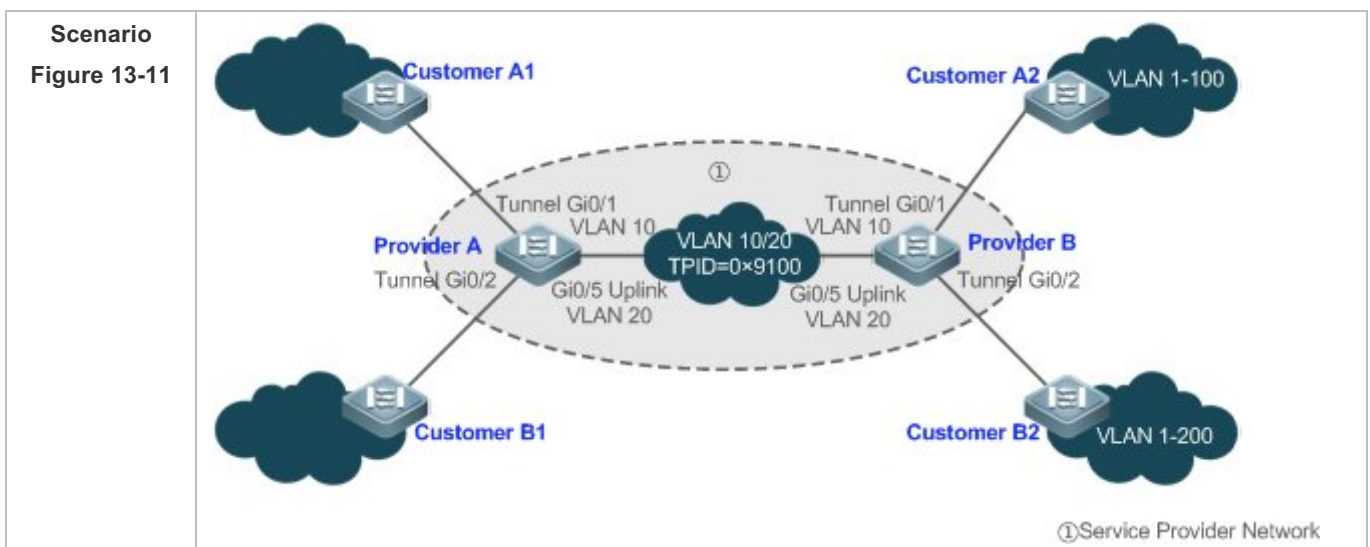 Scenario
Figure 13-11
Customer A1
Customer A2
VLAN 1-100
①
Tunnel Gi0/1
VLAN 10
Tunnel Gi0/1
VLAN 10
Provider A
VLAN 10/20
TPID=0×9100
Provider B
Tunnel Gi0/2
Gi0/5 Uplink
VLAN 20
Gi0/5 Uplink
VLAN 20
Tunnel Gi0/2
Customer B1
Customer B2
VLAN 1-200
①Service Provider Network